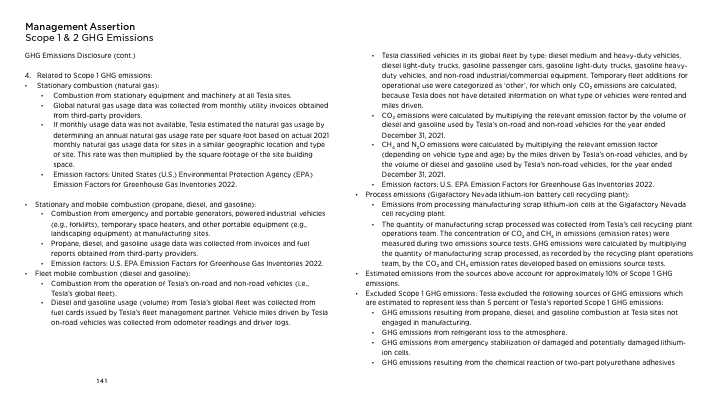 Management Assertion
Scope 1 & 2 GHG Emissions
GHG Emissions Disclosure (cont.)
4. Related to Scope 1 GHG emissions:
• Stationary combustion (natural gas):
• Combustion from stationary equipment and machinery at all Tesla sites.
• Global natural gas usage data was collected from monthly utility invoices obtained
from third-party providers.
• If monthly usage data was not available, Tesla estimated the natural gas usage by
determining an annual natural gas usage rate per square foot based on actual 2021
monthly natural gas usage data for sites in a similar geographic location and type
of site. This rate was then multiplied by the square footage of the site building
space.
• Emission factors: United States (U.S.) Environmental Protection Agency (EPA)
Emission Factors for Greenhouse Gas Inventories 2022.
• Stationary and mobile combustion (propane, diesel, and gasoline):
• Combustion from emergency and portable generators, powered industrial vehicles
(e.g., forklifts), temporary space heaters, and other portable equipment (e.g.,
landscaping equipment) at manufacturing sites.
• Propane, diesel, and gasoline usage data was collected from invoices and fuel
reports obtained from third-party providers.
• Emission factors: U.S. EPA Emission Factors for Greenhouse Gas Inventories 2022.
• Fleet mobile combustion (diesel and gasoline):
• Combustion from the operation of Tesla's on-road and non-road vehicles (i.e.,
Tesla's global fleet).
• Diesel and gasoline usage (volume) from Tesla's global fleet was collected from
fuel cards issued by Tesla's fleet management partner. Vehicle miles driven by Tesla
on-road vehicles was collected from odometer readings and driver logs.
• Tesla classified vehicles in its global fleet by type: diesel medium and heavy-duty vehicles,
diesel light-duty trucks, gasoline passenger cars, gasoline light-duty trucks, gasoline heavy-
duty vehicles, and non-road industrial/commercial equipment. Temporary fleet additions for
operational use were categorized as 'other', for which only CO₂ emissions are calculated,
because Tesla does not have detailed information on what type of vehicles were rented and
miles driven.
• CO₂ emissions were calculated by multiplying the relevant emission factor by the volume of
diesel and gasoline used by Tesla's on-road and non-road vehicles for the year ended
December 31, 2021.
• CH₄ and N₂O emissions were calculated by multiplying the relevant emission factor
(depending on vehicle type and age) by the miles driven by Tesla's on-road vehicles, and by
the volume of diesel and gasoline used by Tesla's non-road vehicles, for the year ended
December 31, 2021.
• Emission factors: U.S. EPA Emission Factors for Greenhouse Gas Inventories 2022.
• Process emissions (Gigafactory Nevada lithium-ion battery cell recycling plant):
• Emissions from processing manufacturing scrap lithium-ion cells at the Gigafactory Nevada
cell recycling plant.
• The quantity of manufacturing scrap processed was collected from Tesla's cell recycling plant
operations team. The concentration of CO₂ and CH₄ in emissions (emission rates) were
measured during two emissions source tests. GHG emissions were calculated by multiplying
the quantity of manufacturing scrap, as recorded by the recycling plant operations
team, by the CO₂ and CH₄ emission rates developed based on emissions source tests.
• Estimated emissions from the sources above account for approximately 10% of Scope 1 GHG
emissions.
• Excluded Scope 1 GHG emissions: Tesla excluded the following sources of GHG emissions which
are estimated to represent less than 5 percent of Tesla's reported Scope 1 GHG emissions:
• GHG emissions resulting from propane, diesel, and gasoline combustion at Tesla sites not
engaged in manufacturing.
• GHG emissions from refrigerant loss to the atmosphere.
• GHG emissions from emergency stabilization of damaged and potentially damaged lithium-
ion cells.
• GHG emissions resulting from the chemical reaction of two-part polyurethane adhesives
141